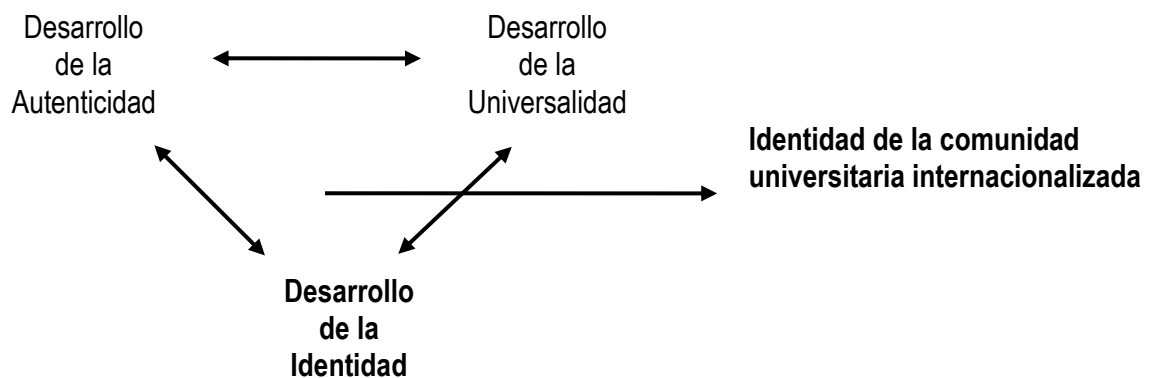 Desarrollo
de la
Autenticidad
Desarrollo
de la
Universalidad
Identidad de la comunidad
universitaria internacionalizada
Desarrollo
de la
Identidad